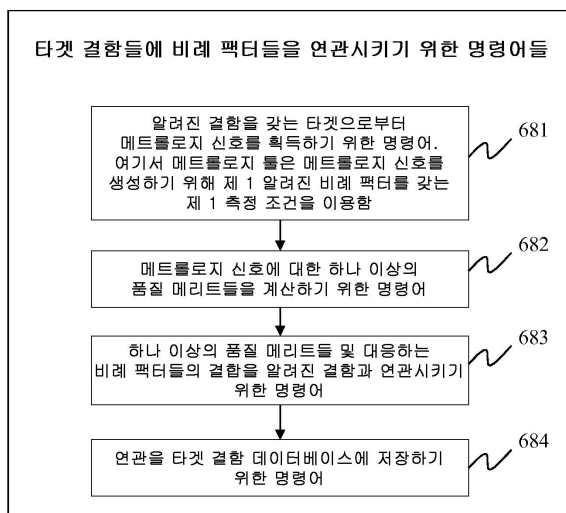 타겟 결함들에 비례 팩터들을 연관시키기 위한 명령어들
알려진 결함을 갖는 타겟으로부터
메트롤로지 신호를 획득하기 위한 명령어.
여기서 메트롤로지 툴은 메트롤로지 신호를
생성하기 위해 제 1 알려진 비례 팩터를 갖는
제 1 측정 조건을 이용함
681
메트롤로지 신호에 대한 하나 이상의
품질 메리트들을 계산하기 위한 명령어
682
하나 이상의 품질 메리트들 및 대응하는
비례 팩터들의 결합을 알려진 결함과 연관시키기
위한 명령어
683
연관을 타겟 결함 데이터베이스에 저장하기
위한 명령어
684